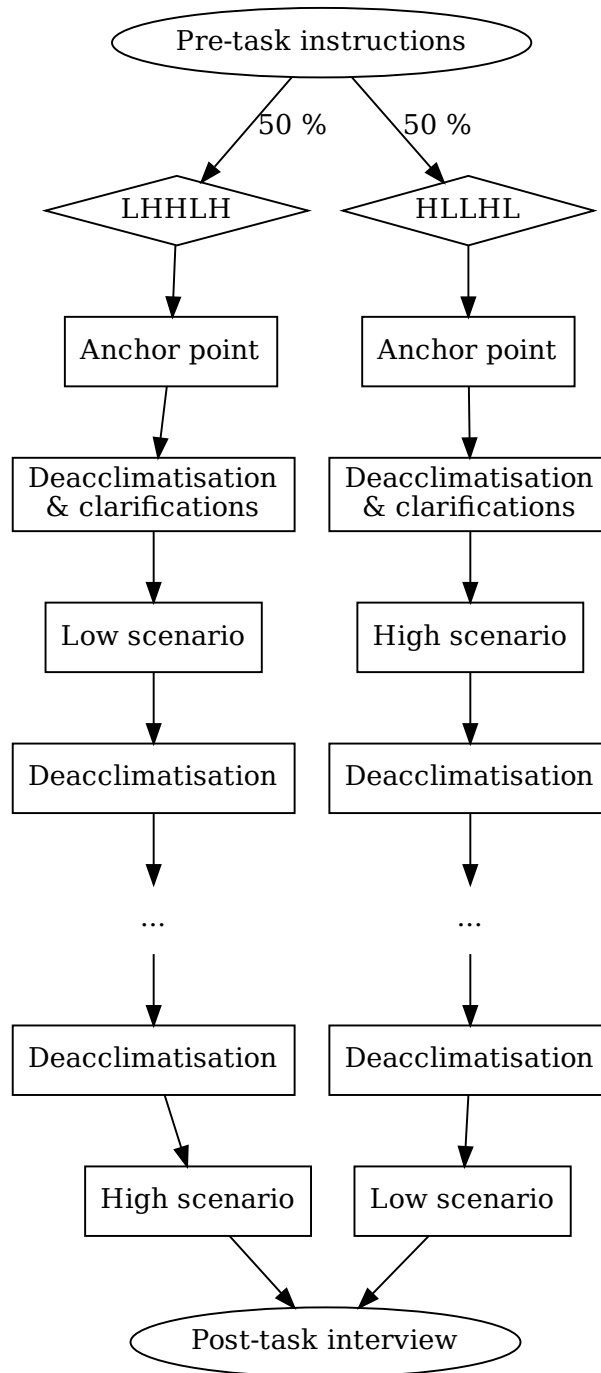 Pre-task instructions
50 %
50 %
LHHLH
HLLHL
Anchor point
Anchor point
Deacclimatisation
& clarifications
Deacclimatisation
& clarifications
Low scenario
High scenario
Deacclimatisation
Deacclimatisation
...
...
Deacclimatisation
Deacclimatisation
High scenario
Low scenario
Post-task interview